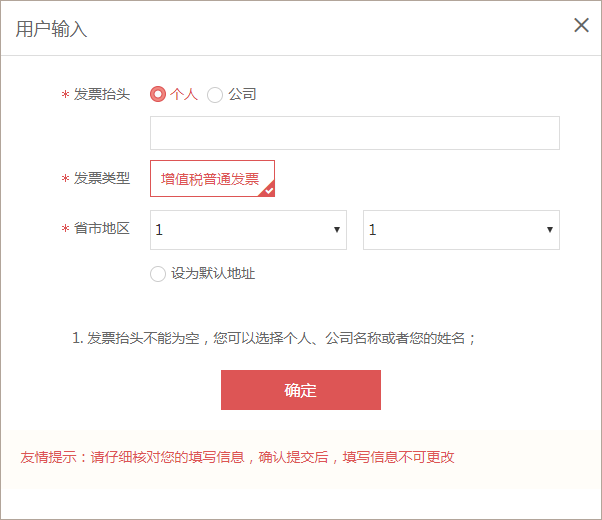 用户输入
* 发票抬头 个人 公司
* 发票类型 增值税普通发票
* 省市地区 1 1
设为默认地址
1. 发票抬头不能为空，您可以选择个人、公司名称或者您的姓名；
确定
友情提示：请仔细核对您的填写信息，确认提交后，填写信息不可更改